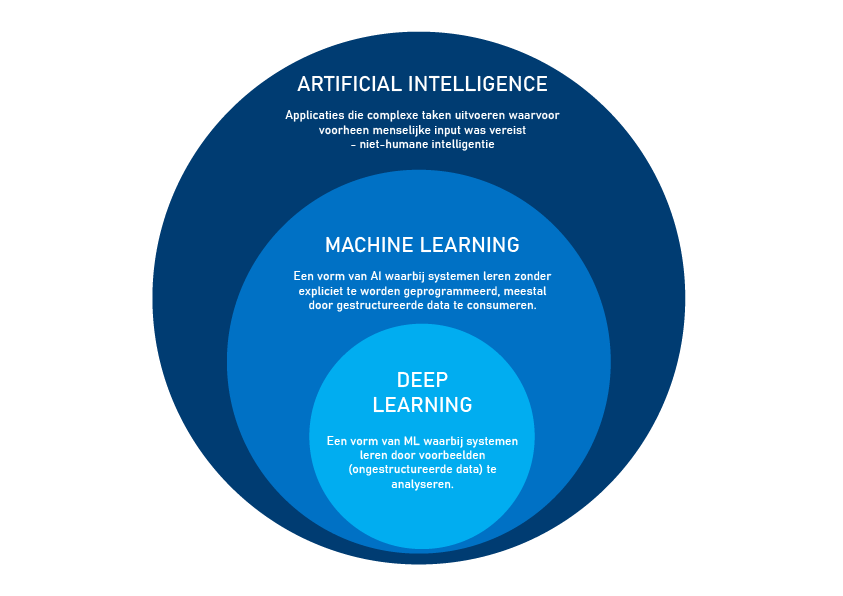 ARTIFICIAL INTELLIGENCE
Applicaties die complexe taken uitvoeren waarvoor
voorheen menselijke input was vereist
- niet-humane intelligentie
MACHINE LEARNING
Een vorm van AI waarbij systemen leren zonder
expliciet te worden geprogrammeerd, meestal
door gestructureerde data te consumeren.
DEEP
LEARNING
Een vorm van ML waarbij systemen
leren door voorbeelden
(ongestructureerde data) te
analyseren.